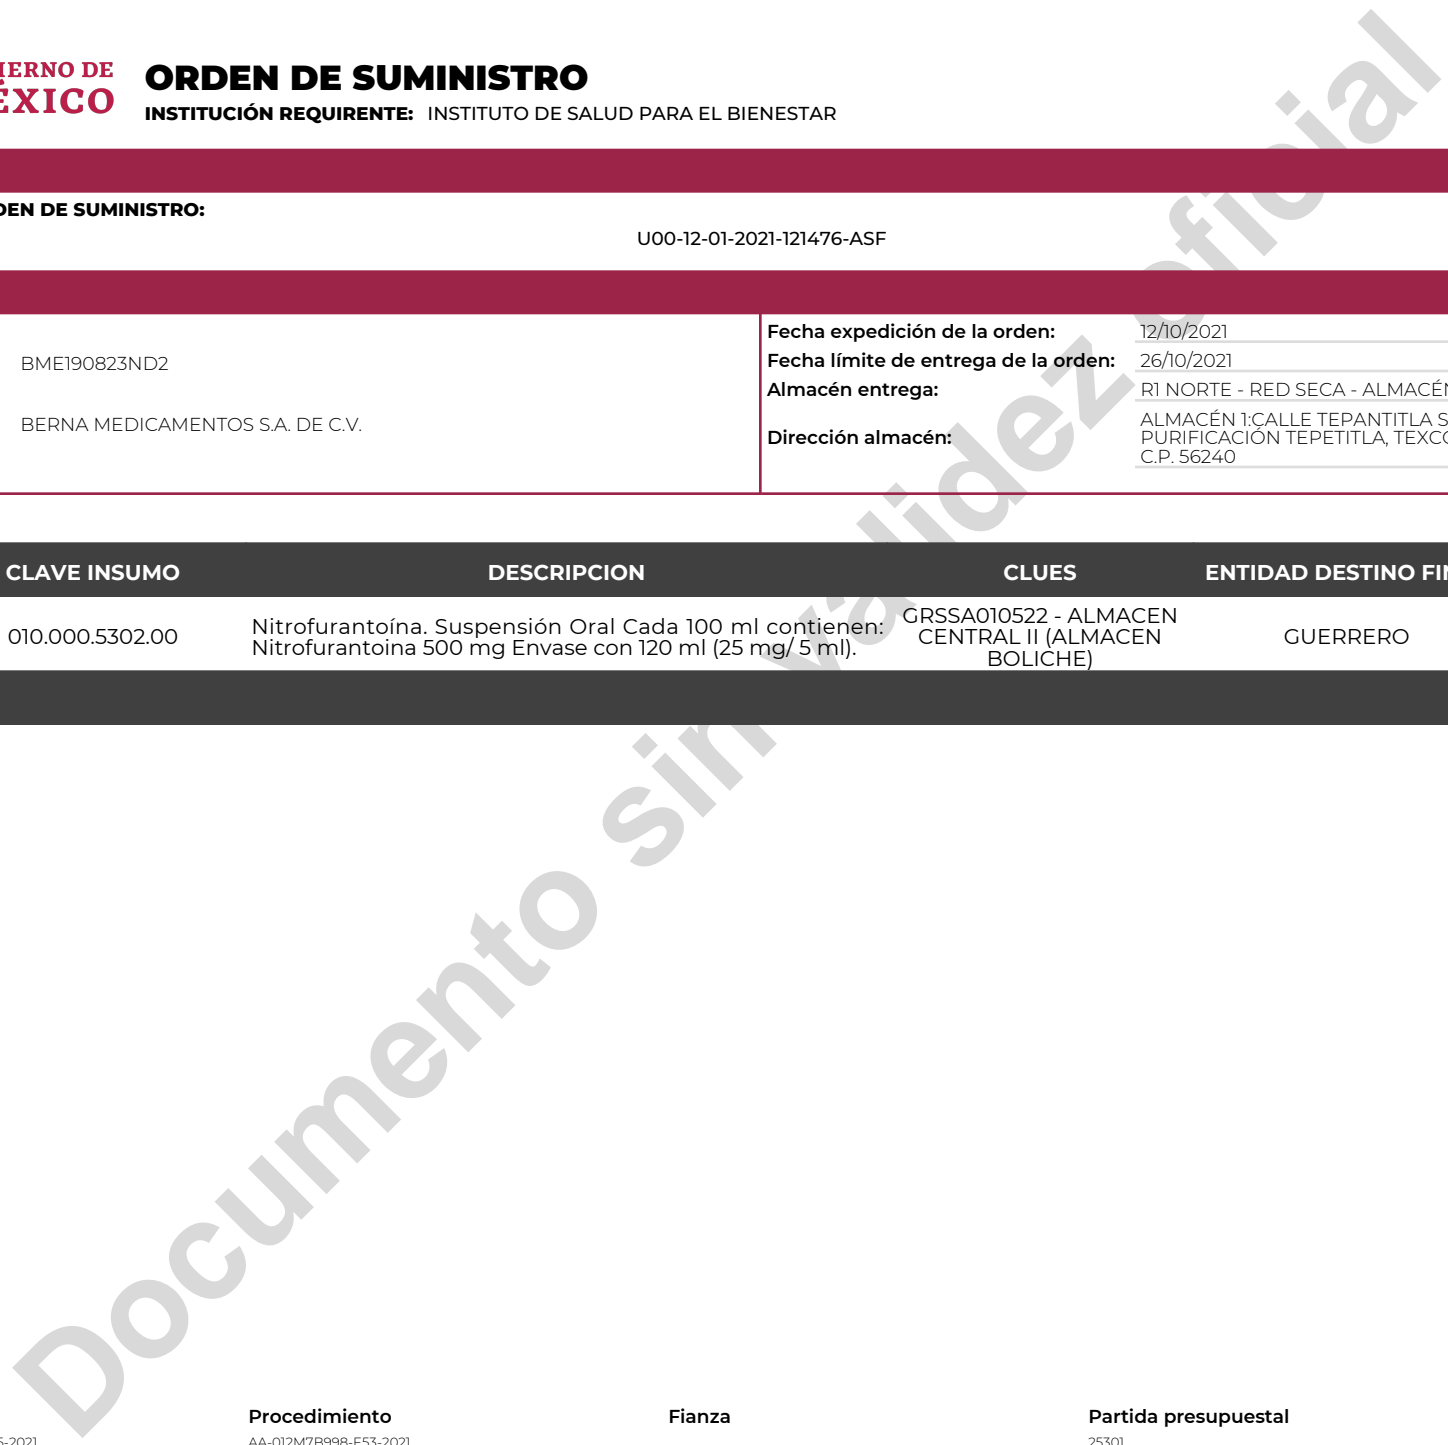 IERNO DE
ÉXICO
ORDEN DE SUMINISTRO
INSTITUCIÓN REQUIRENTE: INSTITUTO DE SALUD PARA EL BIENESTAR
DEN DE SUMINISTRO:
U00-12-01-2021-121476-ASF
BME190823ND2
BERNA MEDICAMENTOS S.A. DE C.V.
Fecha expedición de la orden: 12/10/2021
Fecha límite de entrega de la orden: 26/10/2021
Almacén entrega: R1 NORTE - RED SECA - ALMACÉN
Dirección almacén:
ALMACÉN 1:CALLE TEPANTITLA S
PURIFICACIÓN TEPETITLA, TEXCO
C.P. 56240
CLAVE INSUMO DESCRIPCION CLUES ENTIDAD DESTINO FIN
010.000.5302.00
Nitrofurantoína. Suspensión Oral Cada 100 ml contienen:
Nitrofurantoina 500 mg Envase con 120 ml (25 mg/ 5 ml).
GRSSA010522 - ALMACEN
CENTRAL II (ALMACEN
BOLICHE)
GUERRERO
Documento sin validez oficial
Procedimiento Fianza Partida presupuestal
5-2021 AA-012M7B998-E53-2021 25301